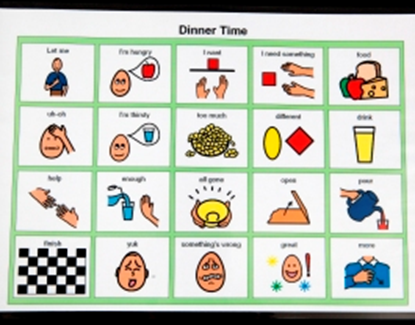 Dinner Time
Let me
I'm hungry
I want
I need something
food
uh-oh
I'm thirsty
too much
different
drink
help
enough
all gone
open
pour
finish
yuk
something's wrong
great
more